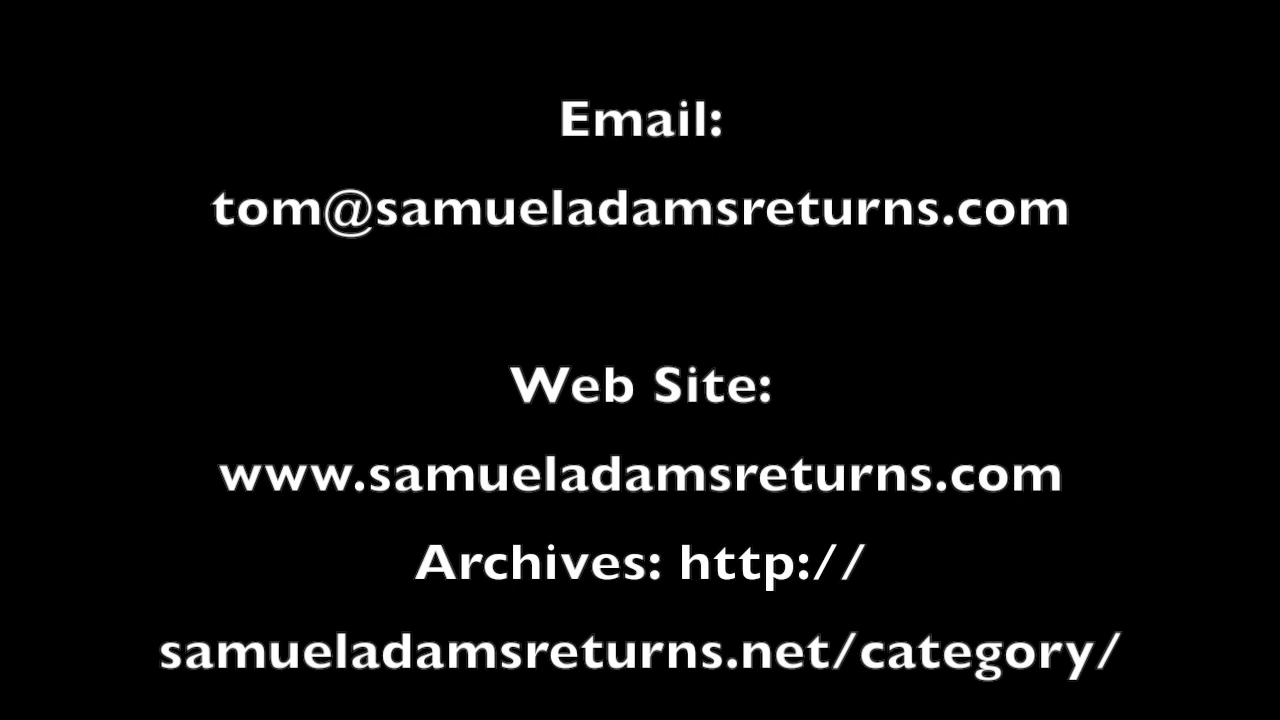 Email:
tom@samueladamsreturns.com
Web Site:
www.samueladamsreturns.com
Archives: http://
samueladamsreturns.net/category/